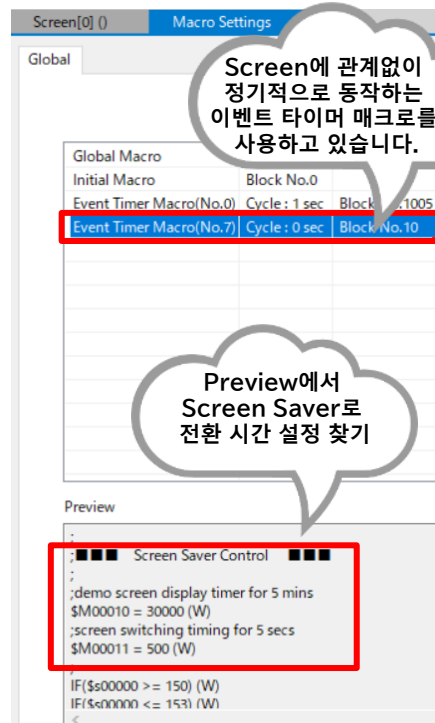 Screen[0] () Macro Settings
Global
Screen에 관계없이
정기적으로 동작하는
이벤트 타이머 매크로를
사용하고 있습니다.
Global Macro
Initial Macro Block No.0
Event Timer Macro(No.0) Cycle : 1 sec Block .1005
Event Timer Macro(No.7) Cycle : 0 sec Block No.10
Preview에서
Screen Saver로
전환 시간 설정 찾기
Preview
;
;■■■ Screen Saver Control ■■■
;
;demo screen display timer for 5 mins
$M00010 = 30000 (W)
;screen switching timing for 5 secs
$M00011 = 500 (W)
;
IF($s00000 >= 150) (W)
IF($s00000 <= 153) (W)